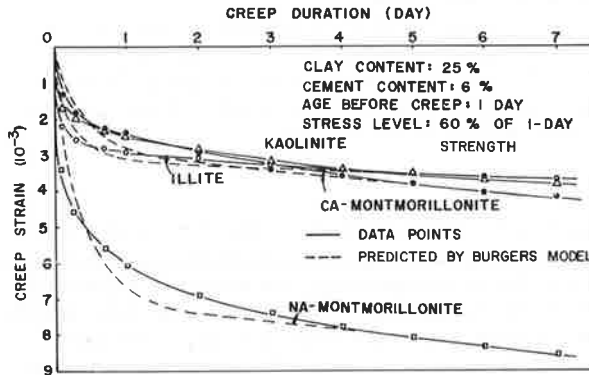 CREEP DURATION (DAY)
0 1 2 3 4 5 6 7
CLAY CONTENT: 25 %
CEMENT CONTENT: 6 %
AGE BEFORE CREEP: 1 DAY
STRESS LEVEL: 60 % OF 1-DAY
STRENGTH
KAOLINITE
ILLITE
CA-MONTMORILLONITE
DATA POINTS
PREDICTED BY BURGERS MODEL
NA-MONTMORILLONITE
CREEP STRAIN (10⁻³)
1
2
3
4
5
6
7
8
9